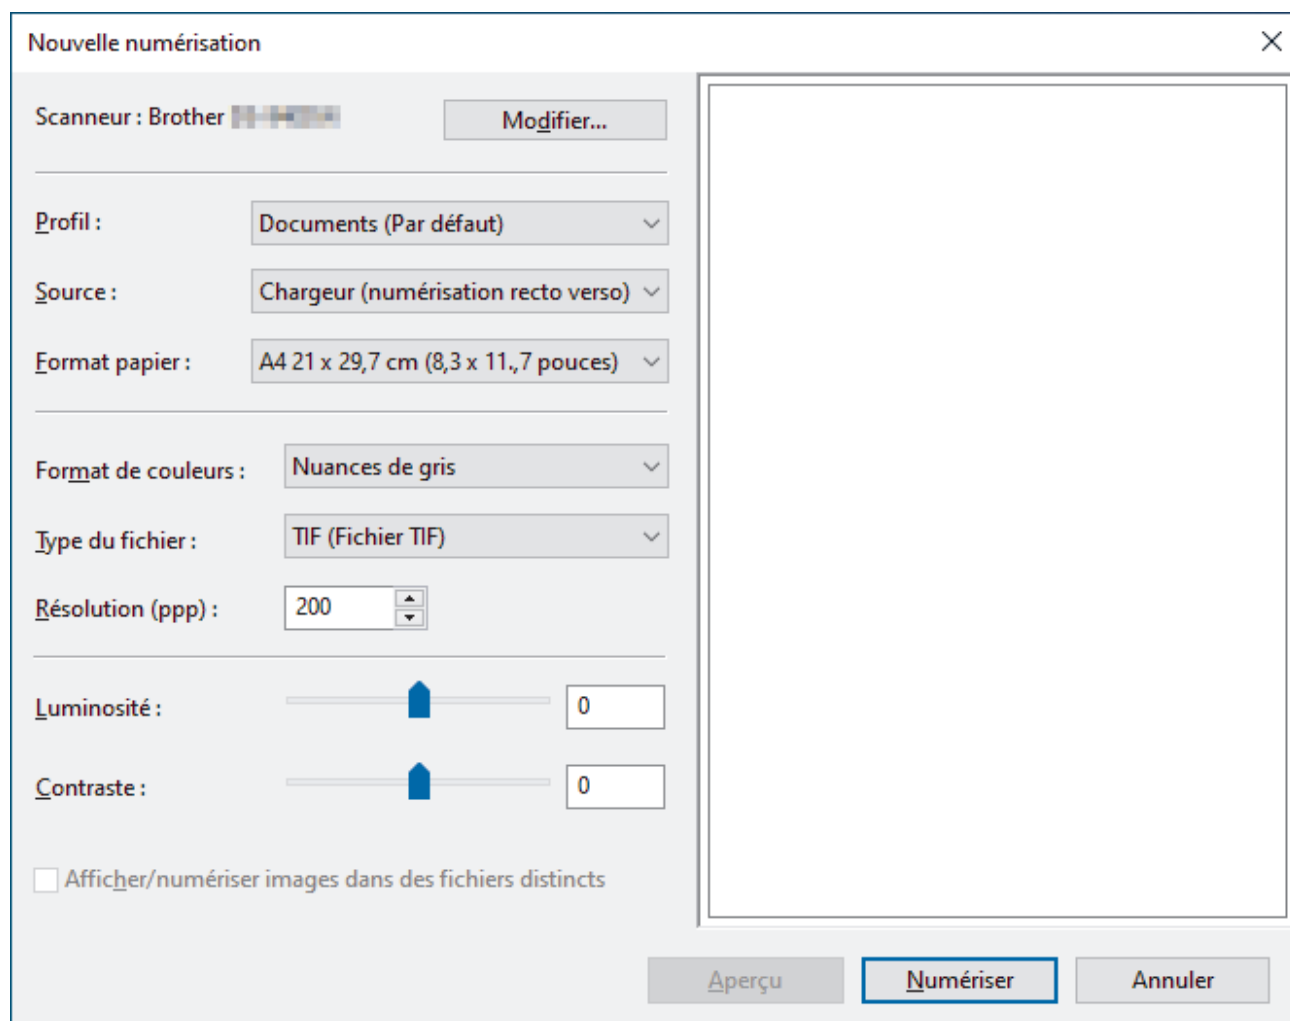 Nouvelle numérisation
Scanneur : Brother
Modifier...
Profil :
Documents (Par défaut)
Source :
Chargeur (numérisation recto verso)
Format papier :
A4 21 x 29,7 cm (8,3 x 11.,7 pouces)
Format de couleurs :
Nuances de gris
Type du fichier :
TIF (Fichier TIF)
Résolution (ppp) :
200
Luminosité :
0
Contraste :
0
Afficher/numériser images dans des fichiers distincts
Aperçu
Numériser
Annuler